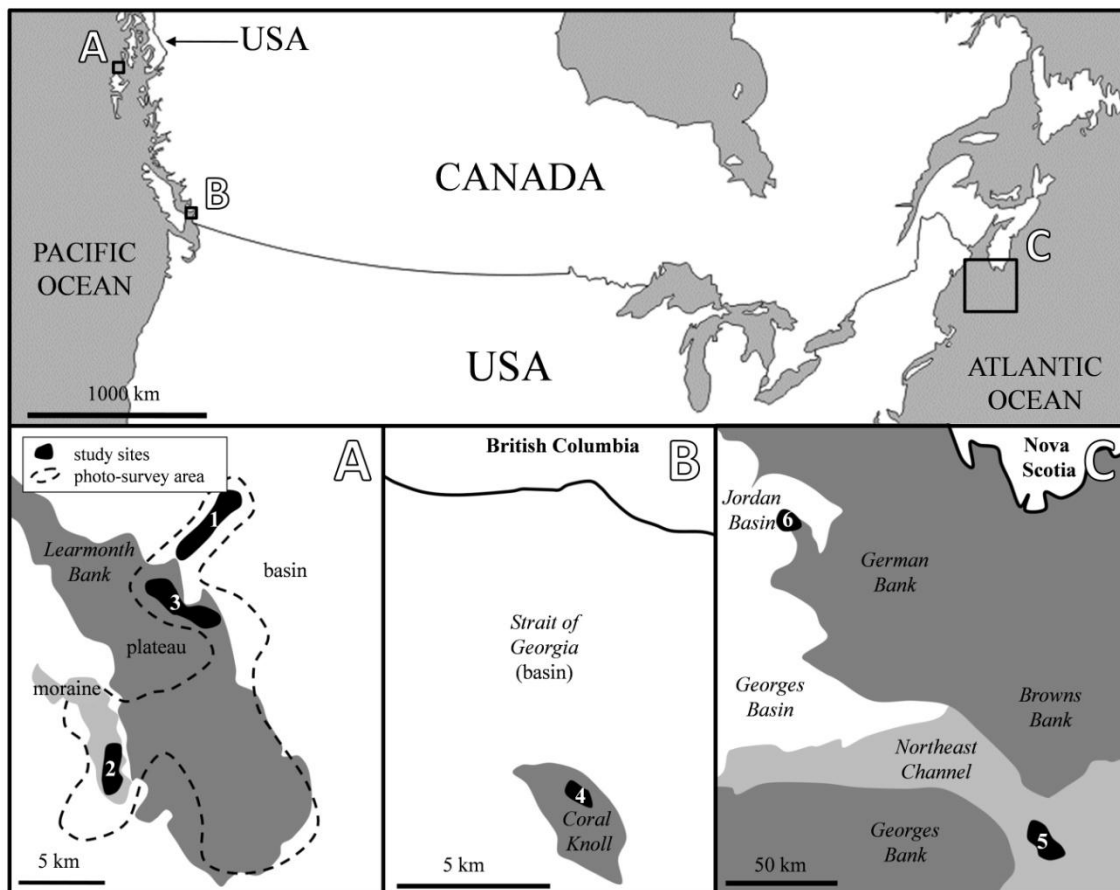 A
USA
B
CANADA
PACIFIC
OCEAN
C
USA
ATLANTIC
OCEAN
1000 km
study sites
photo-survey area
A
1
Learmonth
Bank
basin
3
plateau
moraine
2
5 km
British Columbia
B
Strait of
Georgia
(basin)
4
Coral
Knoll
5 km
Nova
Scotia
C
Jordan
Basin
6
German
Bank
Georges
Basin
Browns
Bank
Northeast
Channel
Georges
Bank
5
50 km